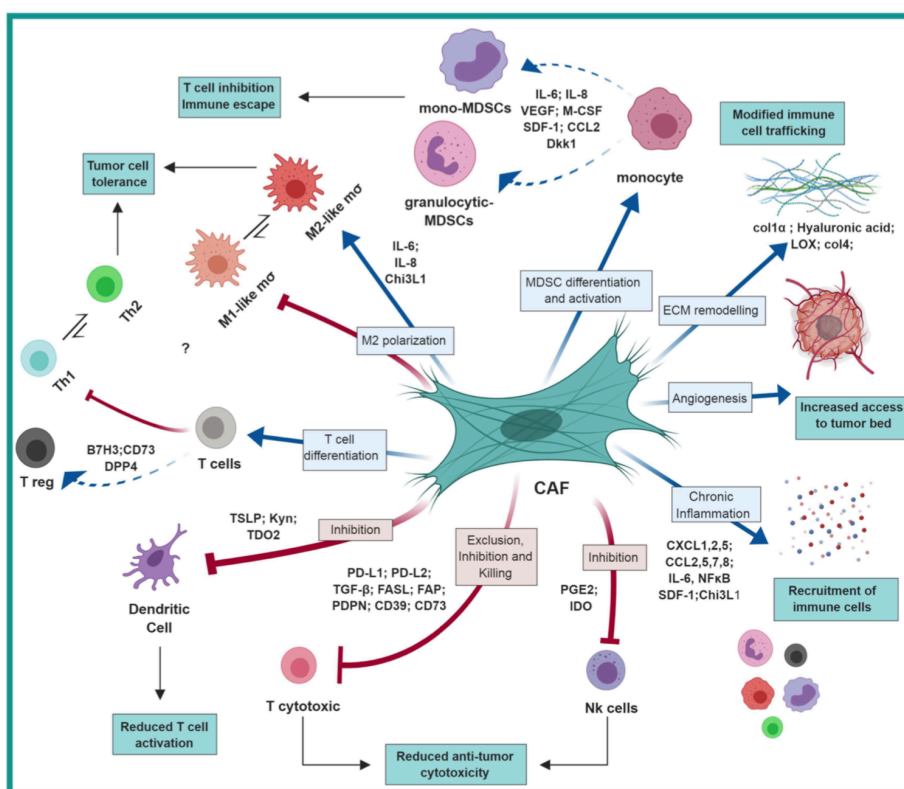 T cell inhibition
Immune escape
mono-MDSCs
IL-6; IL-8
VEGF; M-CSF
SDF-1; CCL2
Dkk1
monocyte
Modified immune
cell trafficking
Tumor cell
tolerance
M2-like mσ
granulocytic-
MDSCs
col1α ; Hyaluronic acid;
LOX; col4;
IL-6;
IL-8
Chi3L1
MDSC differentiation
and activation
ECM remodelling
Th2
M1-like mσ
?
M2 polarization
Th1
Angiogenesis
Increased access
to tumor bed
B7H3;CD73
DPP4
T reg
T cells
T cell
differentiation
CAF
Chronic
Inflammation
TSLP; Kyn;
TDO2
Inhibition
Exclusion,
Inhibition and
Killing
Inhibition
CXCL1,2,5;
CCL2,5,7,8;
IL-6, NFκB
SDF-1;Chi3L1
PD-L1; PD-L2;
TGF-β; FASL; FAP;
PDPN; CD39; CD73
PGE2;
IDO
Recruitment of
immune cells
Dendritic
Cell
T cytotoxic
Nk cells
Reduced T cell
activation
Reduced anti-tumor
cytotoxicity